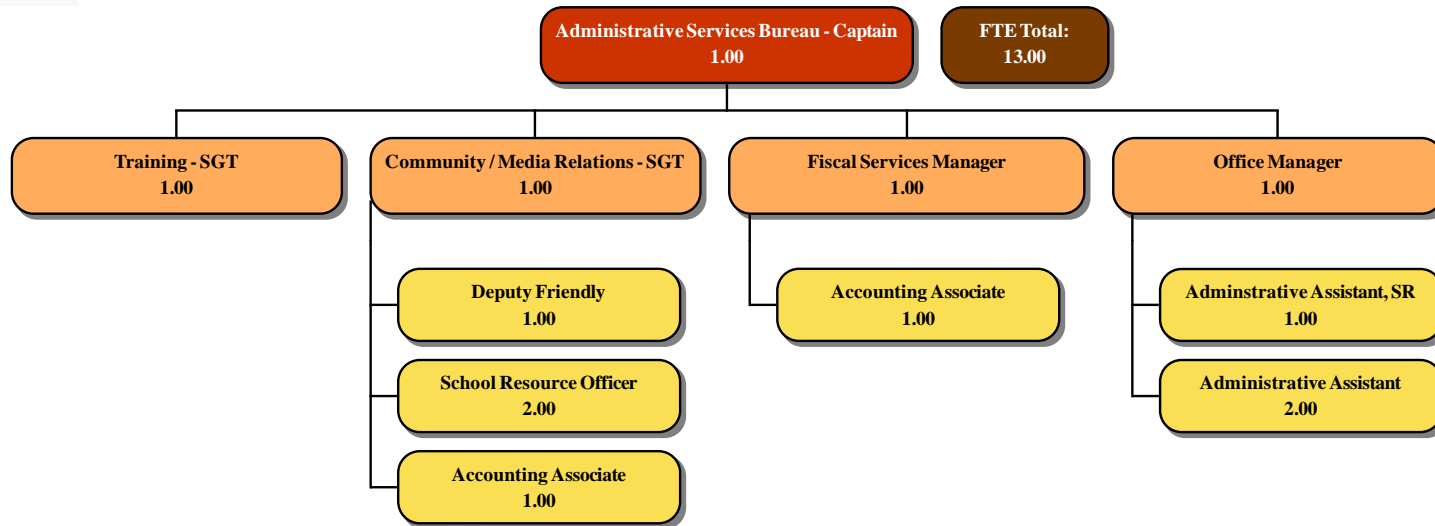 Administrative Services Bureau - Captain
1.00
FTE Total:
13.00
Training - SGT
1.00
Community / Media Relations - SGT
1.00
Fiscal Services Manager
1.00
Office Manager
1.00
Deputy Friendly
1.00
Accounting Associate
1.00
Adminstrative Assistant, SR
1.00
School Resource Officer
2.00
Administrative Assistant
2.00
Accounting Associate
1.00